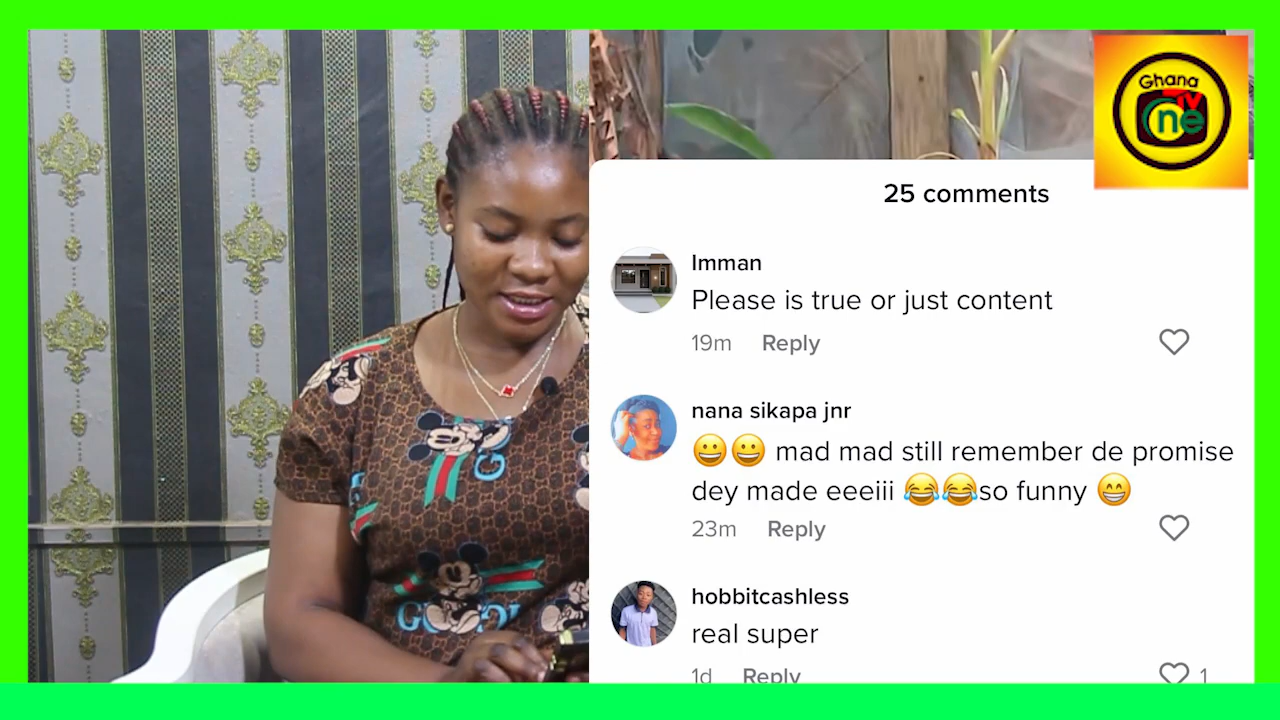 Ghana
TV
One
25 comments
Imman
Please is true or just content
19m Reply
nana sikapa jnr
😀😀 mad mad still remember de promise
dey made eeeiii 😂😂so funny 😁
23m Reply
hobbitcashless
real super
1d Reply 1